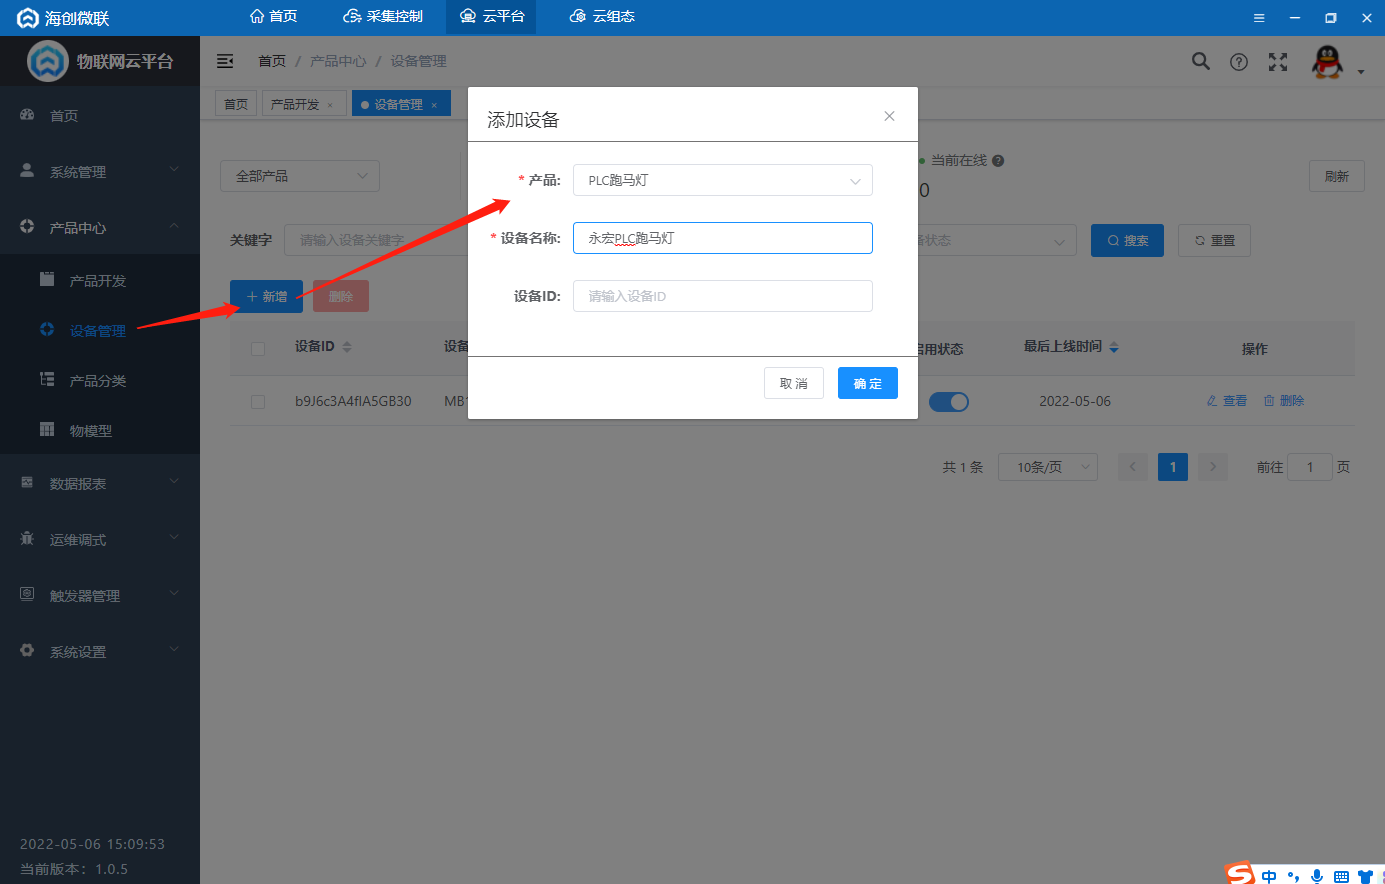 海创微联
首页
采集控制
云平台
云组态
物联网云平台
首页 / 产品中心 / 设备管理
首页
产品开发 ×
设备管理 ×
首页
系统管理
产品中心
产品开发
设备管理
产品分类
物模型
数据报表
运维调式
触发器管理
系统设置
2022-05-06 15:09:53
当前版本：1.0.5
全部产品
当前在线
0
刷新
关键字
请输入设备关键字
状态
搜索
重置
+ 新增
删除
设备ID
设备
用状态
最后上线时间
操作
b9J6c3A4flA5GB30
MB1
2022-05-06
查看
删除
共 1 条
10条/页
1
前往
1
页
添加设备
* 产品:
PLC跑马灯
* 设备名称:
永宏PLC跑马灯
设备ID:
请输入设备ID
取 消
确 定
中